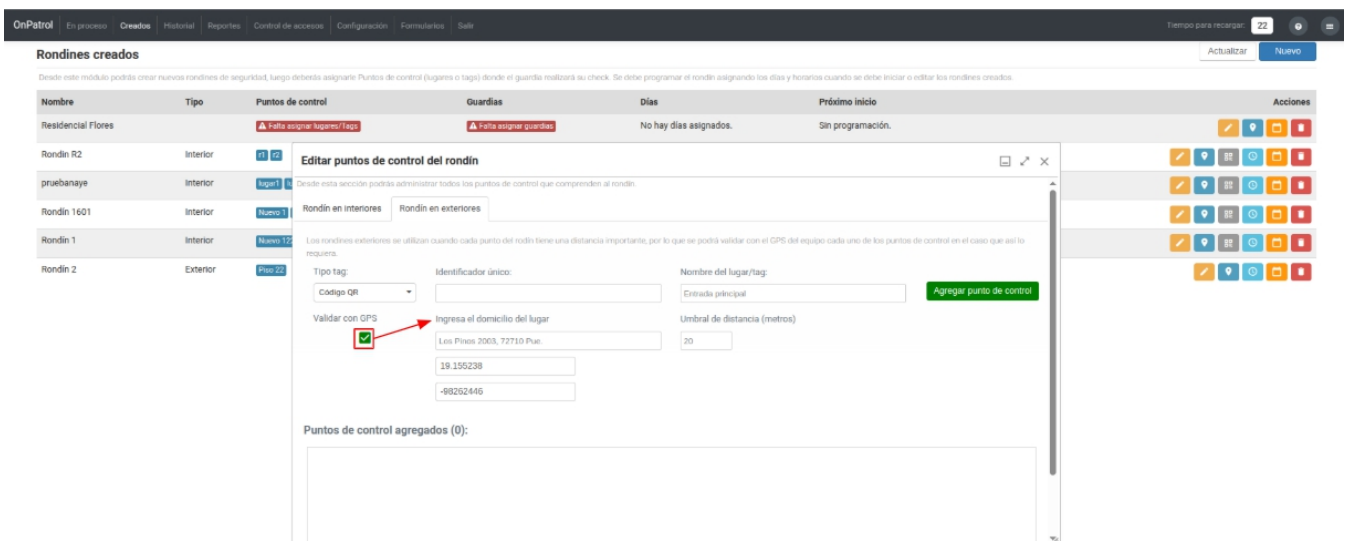 OnPatrol En proceso Creados Historial Reportes Control de accesos Configuración Formularios Salir Tiempo para recargar: 22
Rondines creados Actualizar Nuevo
Desde este módulo podrás crear nuevos rondines de seguridad, luego deberás asignarle Puntos de control (lugares o tags) donde el guardia realizará su check. Se debe programar el rondín asignando los días y horarios cuando se debe iniciar o editar los rondines creados.
Nombre Tipo Puntos de control Guardias Días Próximo inicio Acciones
Residencial Flores Falta asignar lugares/Tags Falta asignar guardias No hay días asignados. Sin programación.
Rondin R2 Interior r1 r2
pruebanaye Interior lugar1
Rondín 1601 Interior Nuevo 1
Rondín 1 Interior Nuevo 122
Rondín 2 Exterior Piso 22
Editar puntos de control del rondín
Desde esta sección podrás administrar todos los puntos de control que comprenden al rondín
Rondín en interiores Rondín en exteriores
Los rondines exteriores se utilizan cuando cada punto del rodín tiene una distancia importante, por lo que se podrá validar con el GPS del equipo cada uno de los puntos de control en el caso que así lo
requiera.
Tipo tag: Identificador único: Nombre del lugar/tag:
Código QR Entrada principal Agregar punto de control
Validar con GPS Ingresa el domicilio del lugar Umbral de distancia (metros)
Los Pinos 2003, 72710 Pue. 20
19.155238
-98262446
Puntos de control agregados (0):